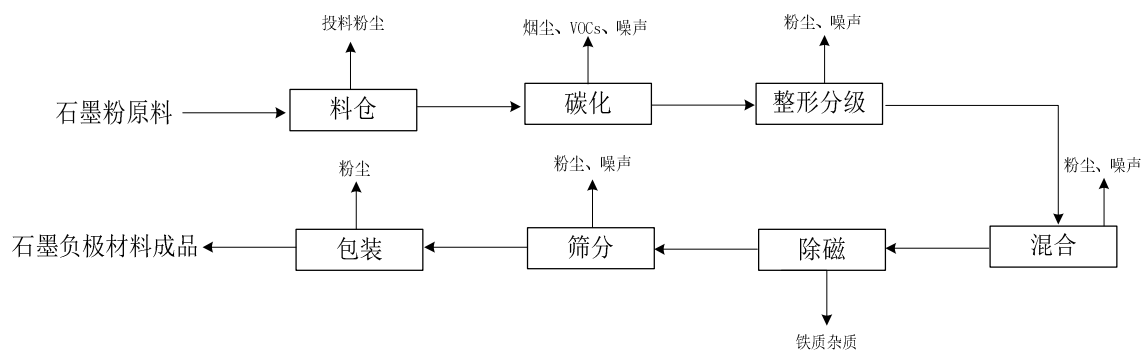 投料粉尘
烟尘、VOCs、噪声
粉尘、噪声
石墨粉原料
料仓
碳化
整形分级
粉尘
粉尘、噪声
粉尘、噪声
石墨负极材料成品
包装
筛分
除磁
混合
铁质杂质